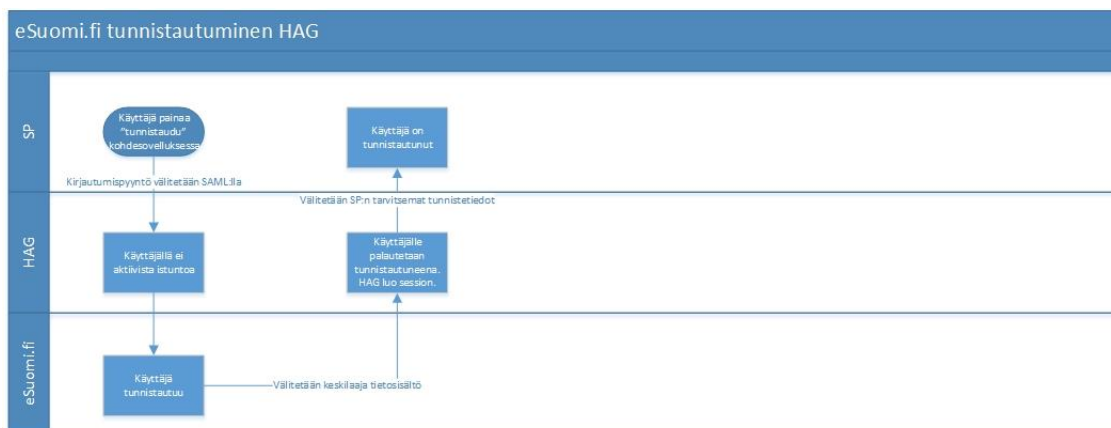 eSuomi.fi tunnistautuminen HAG
SP
Käyttäjä painaa
"tunnistaudu"
kohdesovelluksessa
Käyttäjä on
tunnistautunut
Kirjautumispyyntö välitetään SAML:lla
Välitetään SP:n tarvitsemat tunnistetiedot
HAG
Käyttäjällä ei
aktiivista istuntoa
Käyttäjälle
palautetaan
tunnistautuneena.
HAG luo session.
eSuomi.fi
Käyttäjä
tunnistautuu
Välitetään keskilaaja tietosisältö